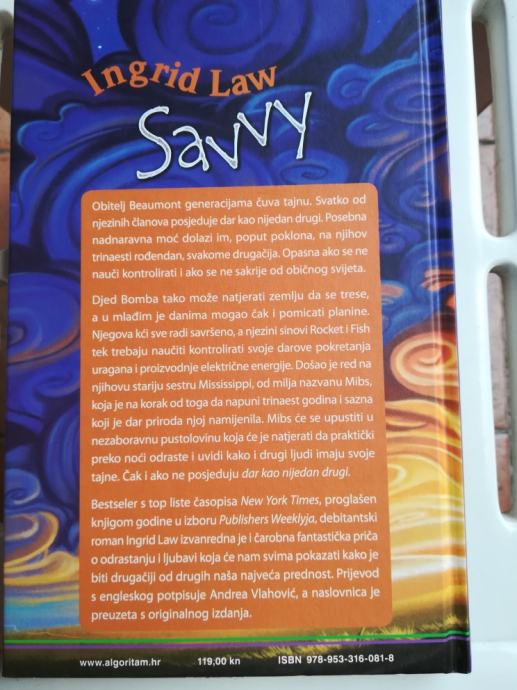 Ingrid Law
Savvy
Obitelj Beaumont generacijama čuva tajnu. Svatko od
njezinih članova posjeduje dar kao nijedan drugi. Posebna
nadnaravna moć dolazi im, poput poklona, na njihov
trinaesti rođendan, svakome drugačija. Opasna ako se ne
nauči kontrolirati i ako se ne sakrije od običnog svijeta.
Djed Bomba tako može natjerati zemlju da se trese,
a u mlađim je danima mogao čak i pomicati planine.
Njegova kći sve radi savršeno, a njezini sinovi Rocket i Fish
tek trebaju naučiti kontrolirati svoje darove pokretanja
uragana i proizvodnje električne energije. Došao je red na
njihovu stariju sestru Mississippi, od milja nazvanu Mibs,
koja je na korak od toga da napuni trinaest godina i sazna
koji je dar priroda njoj namijenila. Mibs će se upustiti u
nezaboravnu pustolovinu koja će je natjerati da praktički
preko noći odraste i uvidi kako i drugi ljudi imaju svoje
tajne. Čak i ako ne posjeduju dar kao nijedan drugi.
Bestseler s top liste časopisa New York Times, proglašen
knjigom godine u izboru Publishers Weeklyja, debitantski
roman Ingrid Law izvanredna je i čarobna fantastička priča
o odrastanju i ljubavi koja će nam svima pokazati kako je
biti drugačiji od drugih naša najveća prednost. Prijevod
s engleskog potpisuje Andrea Vlahović, a naslovnica je
preuzeta s originalnog izdanja.
www.algoritam.hr 119,00 kn ISBN 978-953-316-081-8